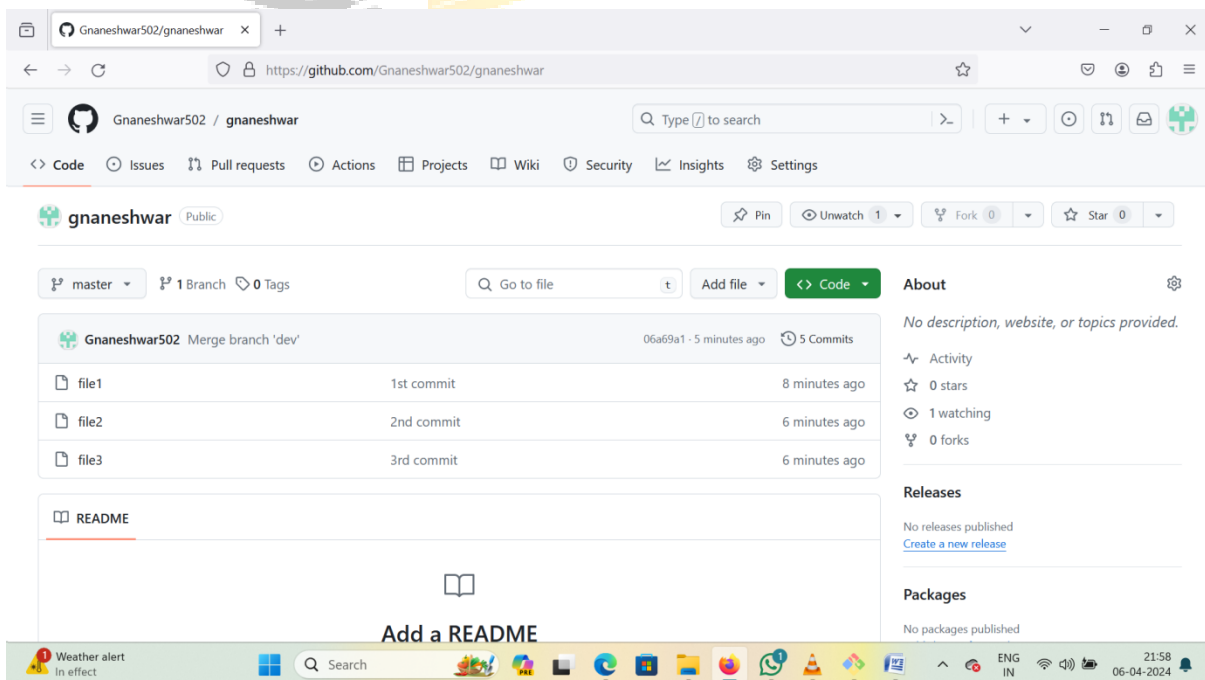 Gnaneshwar502/gnaneshwar
https://github.com/Gnaneshwar502/gnaneshwar
Gnaneshwar502 / gnaneshwar
Type / to search
Code Issues Pull requests Actions Projects Wiki Security Insights Settings
gnaneshwar Public Pin Unwatch 1 Fork 0 Star 0
master 1 Branch 0 Tags Go to file t Add file Code About
No description, website, or topics provided.
Gnaneshwar502 Merge branch 'dev' 06a69a1 · 5 minutes ago 5 Commits
Activity
file1 1st commit 8 minutes ago
0 stars
1 watching
file2 2nd commit 6 minutes ago
0 forks
file3 3rd commit 6 minutes ago
Releases
README
No releases published
Create a new release
Packages
Add a README
No packages published
1 Weather alert
In effect
Search
PRE
ENG
IN
21:58
06-04-2024